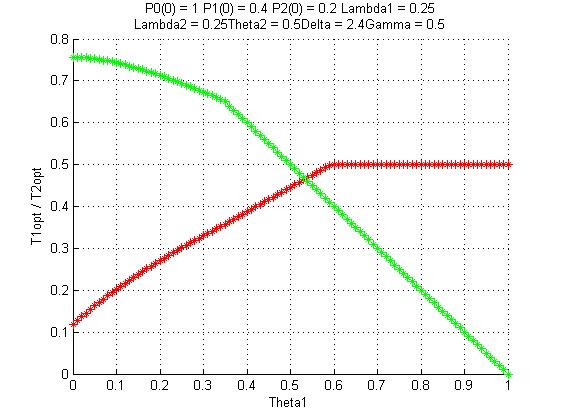 P0(0) = 1 P1(0) = 0.4 P2(0) = 0.2 Lambda1 = 0.25
Lambda2 = 0.25Theta2 = 0.5Delta = 2.4Gamma = 0.5
0.8
0.7
0.6
0.5
0.4
0.3
0.2
0.1
0
T1opt / T2opt
0 0.1 0.2 0.3 0.4 0.5 0.6 0.7 0.8 0.9 1
Theta1